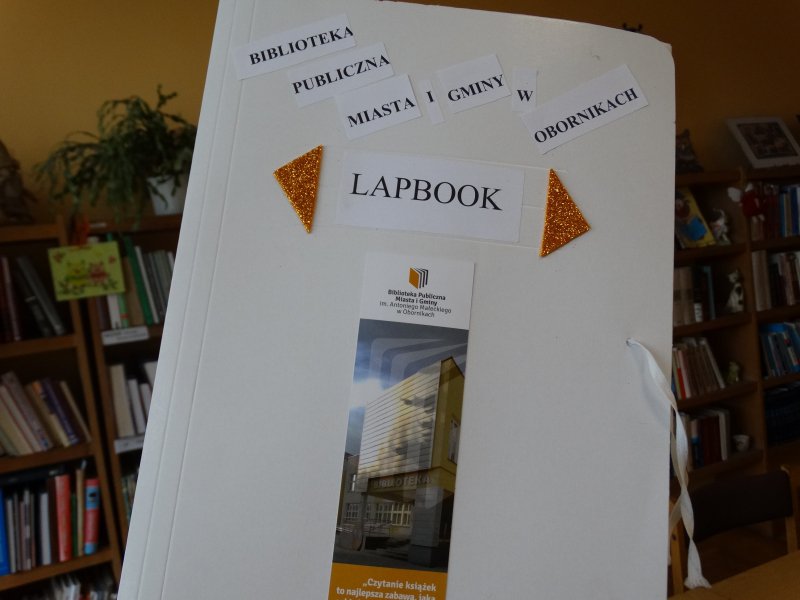 BIBLIOTEKA
PUBLICZNA
MIASTA I GMINY W
OBORNIKACH
LAPBOOK
Biblioteka Publiczna
Miasta i Gminy
im. Antoniego Małeckiego
w Obornikach
BIBLIOTEKA
„Czytanie książek
to najlepsza zabawa, jaką